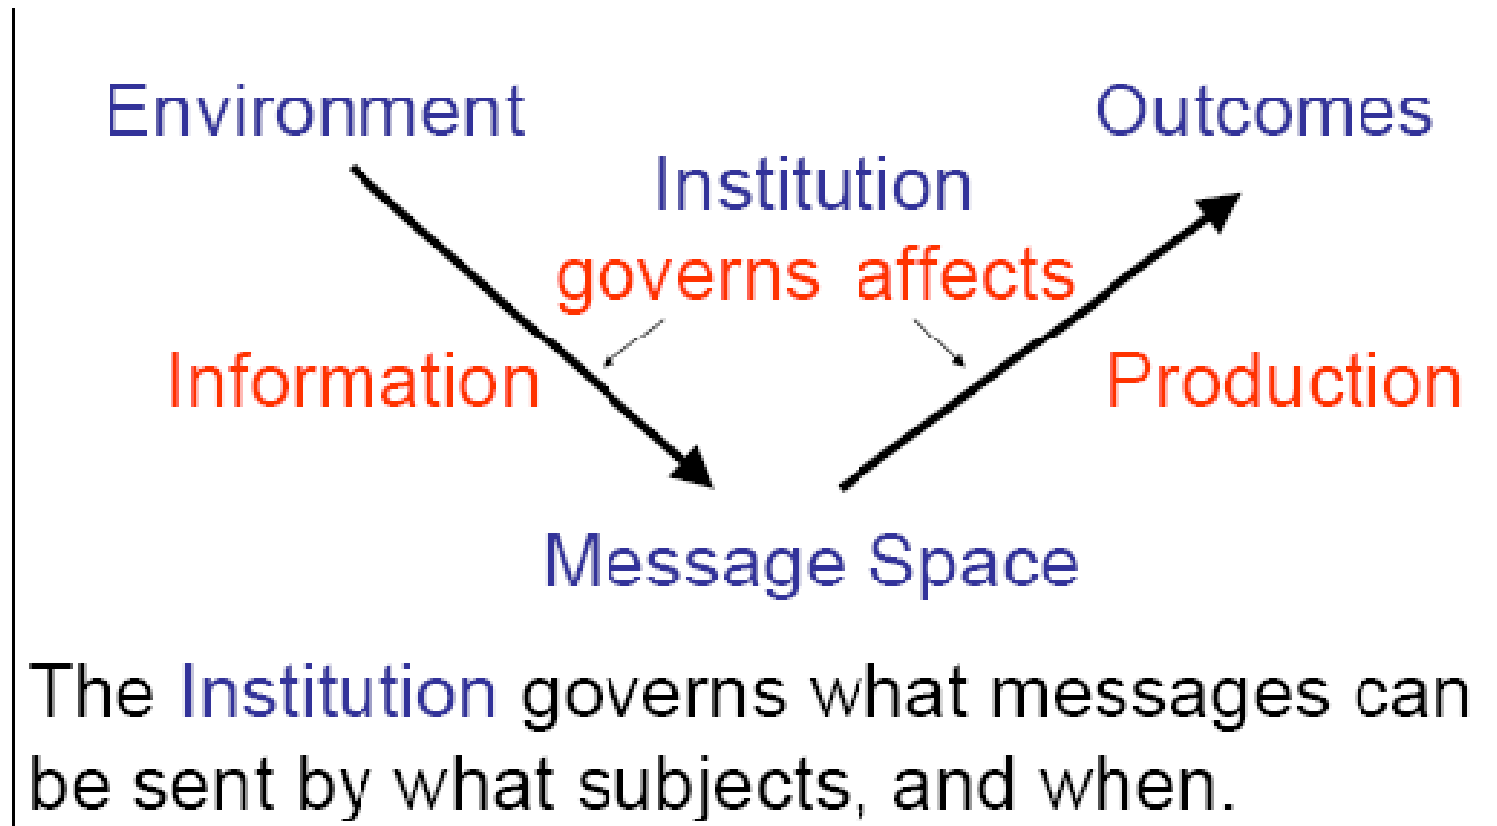 Environment
Outcomes
Institution
governs affects
Information
Production
Message Space
The Institution governs what messages can
be sent by what subjects, and when.